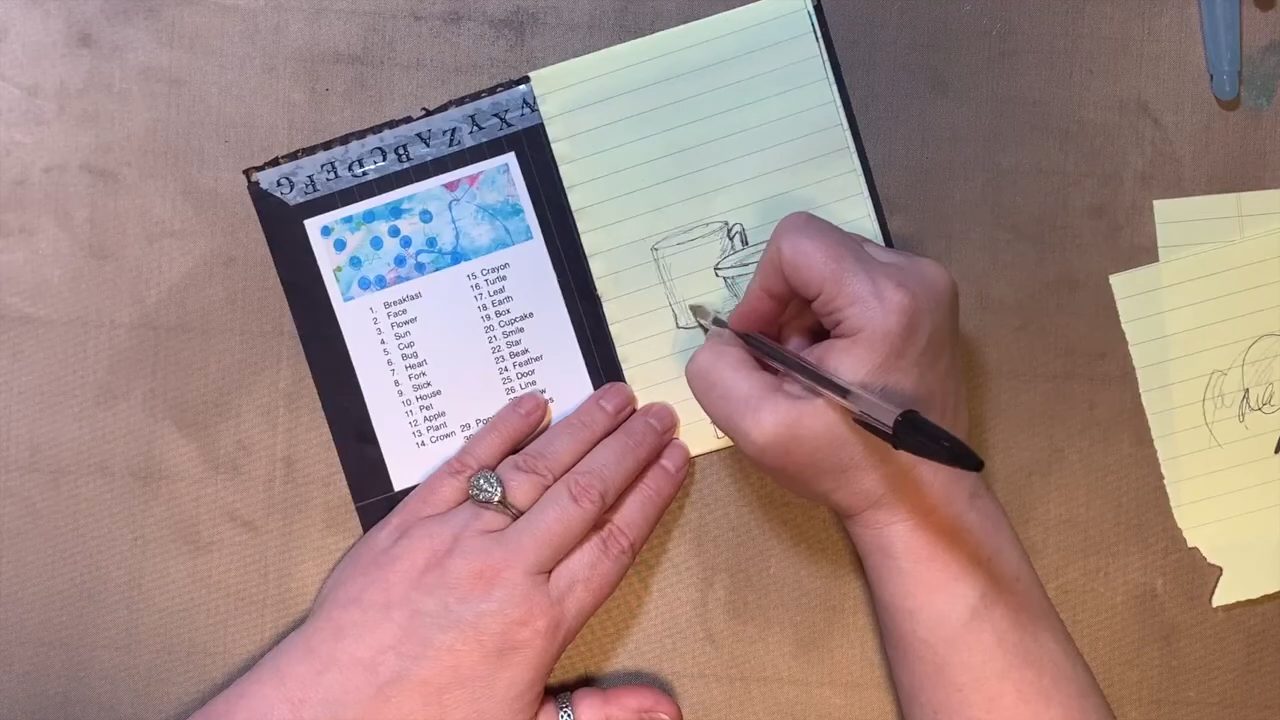 WXYZABCDEFG
1. Breakfast
2. Face
3. Flower
4. Sun
5. Cup
6. Bug
7. Heart
8. Fork
9. Stick
10. House
11. Pet
12. Apple
13. Plant
14. Crown
15. Crayon
16. Turtle
17. Leaf
18. Earth
19. Box
20. Cupcake
21. Smile
22. Star
23. Beak
24. Feather
25. Door
26. Line
29.